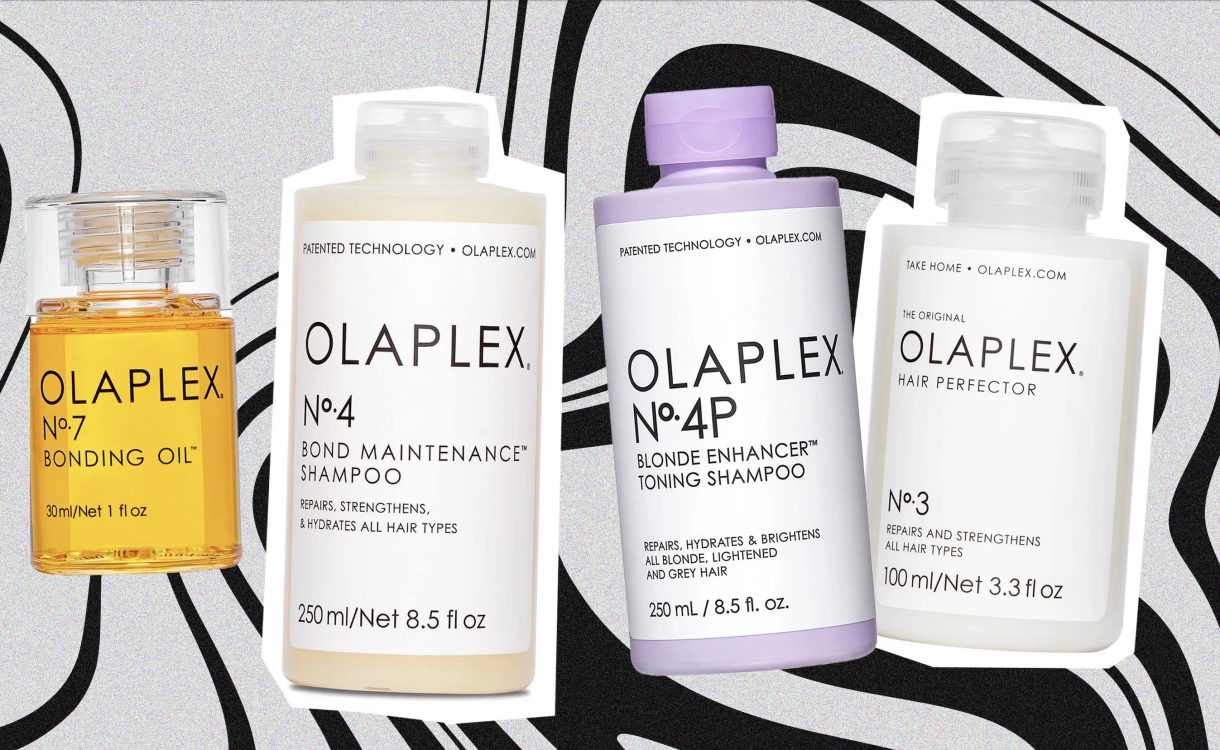 OLAPLEX.
Nº.7
BONDING OIL™
30ml/Net 1 fl oz
PATENTED TECHNOLOGY • OLAPLEX.COM
OLAPLEX®
Nº.4
BOND MAINTENANCE™
SHAMPOO
REPAIRS, STRENGTHENS,
& HYDRATES ALL HAIR TYPES
250 ml/Net 8.5 fl oz
PATENTED TECHNOLOGY • OLAPLEX.COM
OLAPLEX.
Nº.4P
BLONDE ENHANCER™
TONING SHAMPOO
REPAIRS, HYDRATES & BRIGHTENS
ALL BLONDE, LIGHTENED
AND GREY HAIR
250 mL / 8.5 fl. oz.
TAKE HOME • OLAPLEX.COM
THE ORIGINAL
OLAPLEX®
HAIR PERFECTOR
Nº.3
REPAIRS AND STRENGTHENS
ALL HAIR TYPES
100 ml/Net 3.3 fl oz